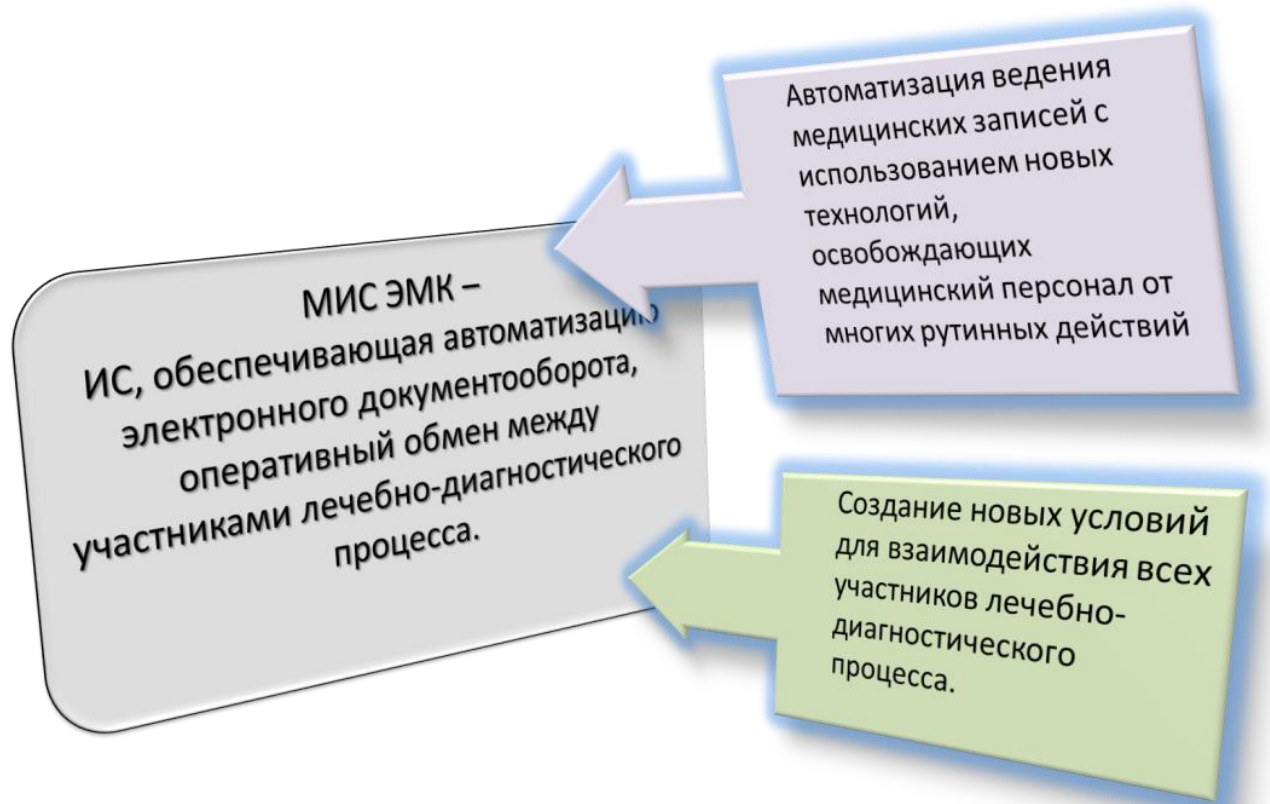 МИС ЭМК –
ИС, обеспечивающая автоматизацию
электронного документооборота,
оперативный обмен между
участниками лечебно-диагностического
процесса.
Автоматизация ведения
медицинских записей с
использованием новых
технологий,
освобождающих
медицинский персонал от
многих рутинных действий
Создание новых условий
для взаимодействия всех
участников лечебно-
диагностического
процесса.